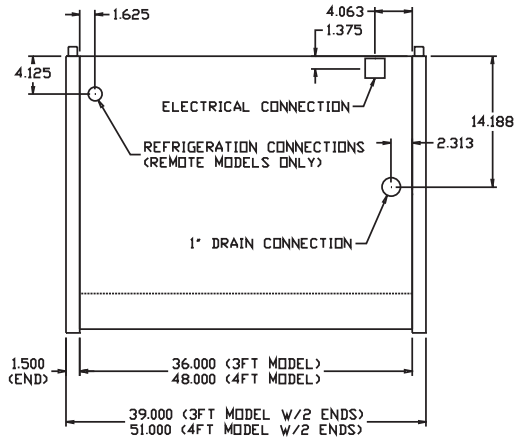 1.625
4.063
1.375
4.125
ELECTRICAL CONNECTION
14.188
REFRIGERATION CONNECTIONS
(REMOTE MODELS ONLY)
2.313
1" DRAIN CONNECTION
1.500
(END)
36.000 (3FT MODEL)
48.000 (4FT MODEL)
39.000 (3FT MODEL W/2 ENDS)
51.000 (4FT MODEL W/2 ENDS)